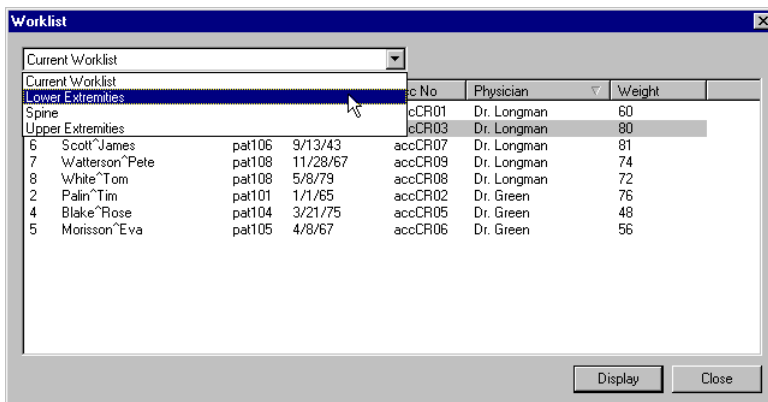 Worklist
Current Worklist
Current Worklist
Lower Extremities
Spine
Upper Extremities
c No Physician Weight
cCR01 Dr. Longman 60
cCR03 Dr. Longman 80
6 Scott^James pat106 9/13/43 accCR07 Dr. Longman 81
7 Watterson^Pete pat108 11/28/67 accCR09 Dr. Longman 74
8 White^Tom pat108 5/8/79 accCR08 Dr. Longman 72
2 Palin^Tim pat101 1/1/65 accCR02 Dr. Green 76
4 Blake^Rose pat104 3/21/75 accCR05 Dr. Green 48
5 Morisson^Eva pat105 4/8/67 accCR06 Dr. Green 56
Display Close